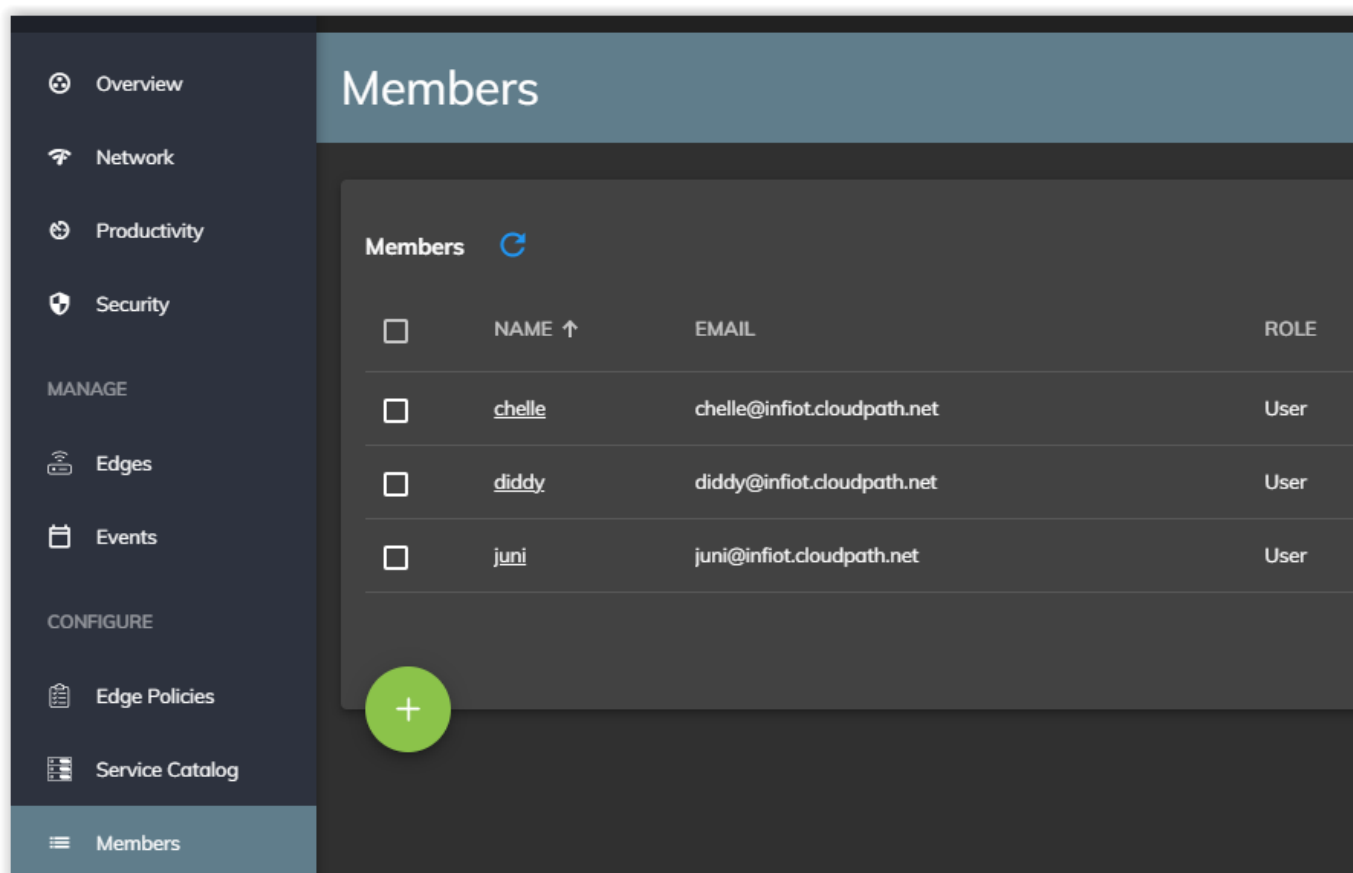 Overview
Network
Productivity
Security
MANAGE
Edges
Events
CONFIGURE
Edge Policies
Service Catalog
Members
Members
Members
NAME ↑ EMAIL ROLE
chelle chelle@infiot.cloudpath.net User
diddy diddy@infiot.cloudpath.net User
juni juni@infiot.cloudpath.net User
+